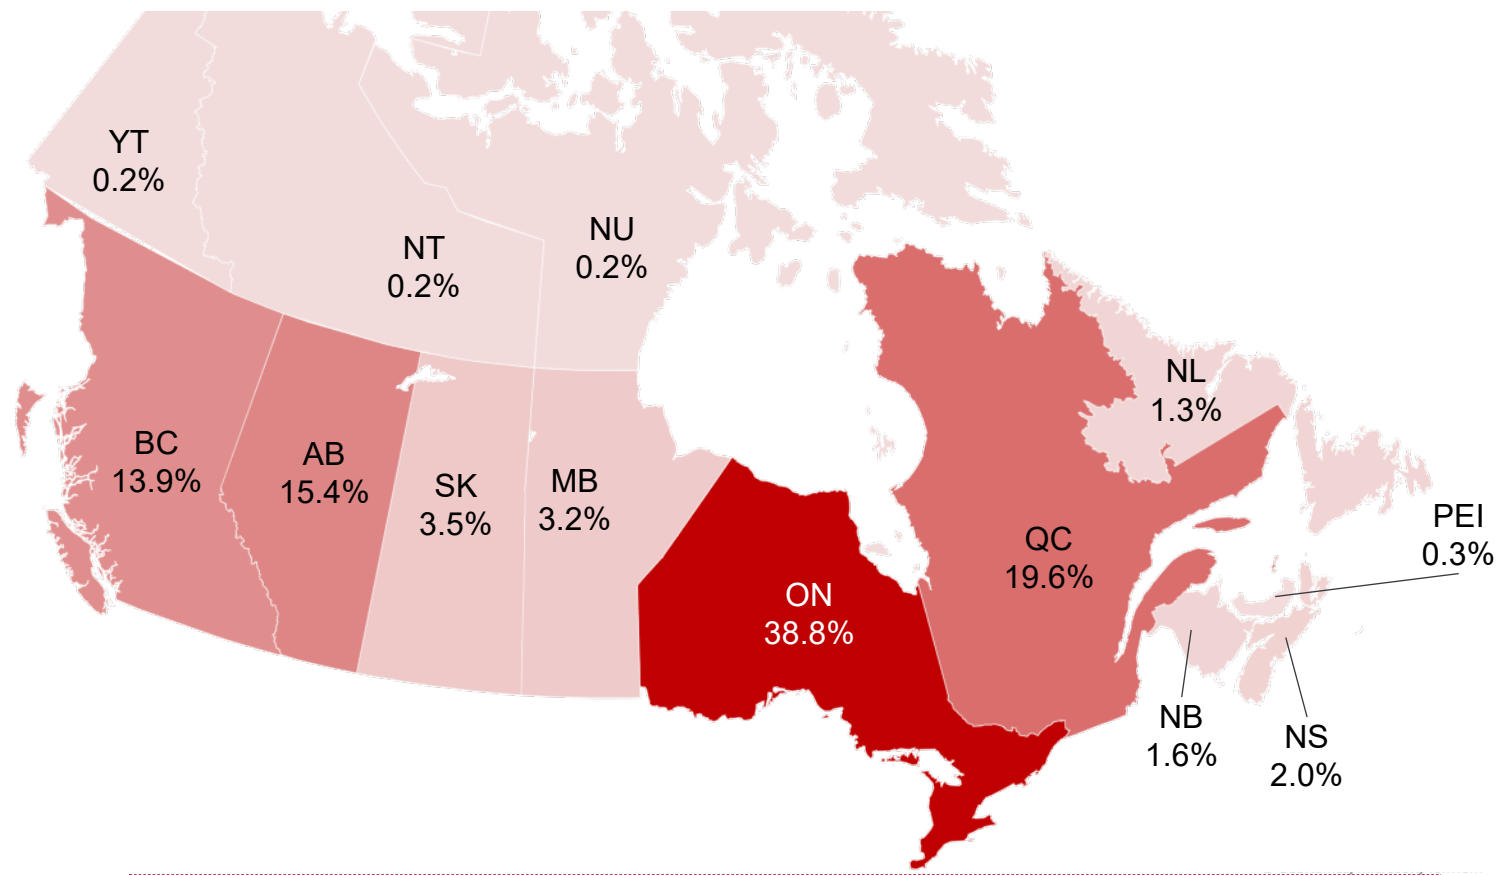 YT
0.2%
NT
0.2%
NU
0.2%
BC
13.9%
AB
15.4%
SK
3.5%
MB
3.2%
ON
38.8%
QC
19.6%
NL
1.3%
PEI
0.3%
NB
1.6%
NS
2.0%